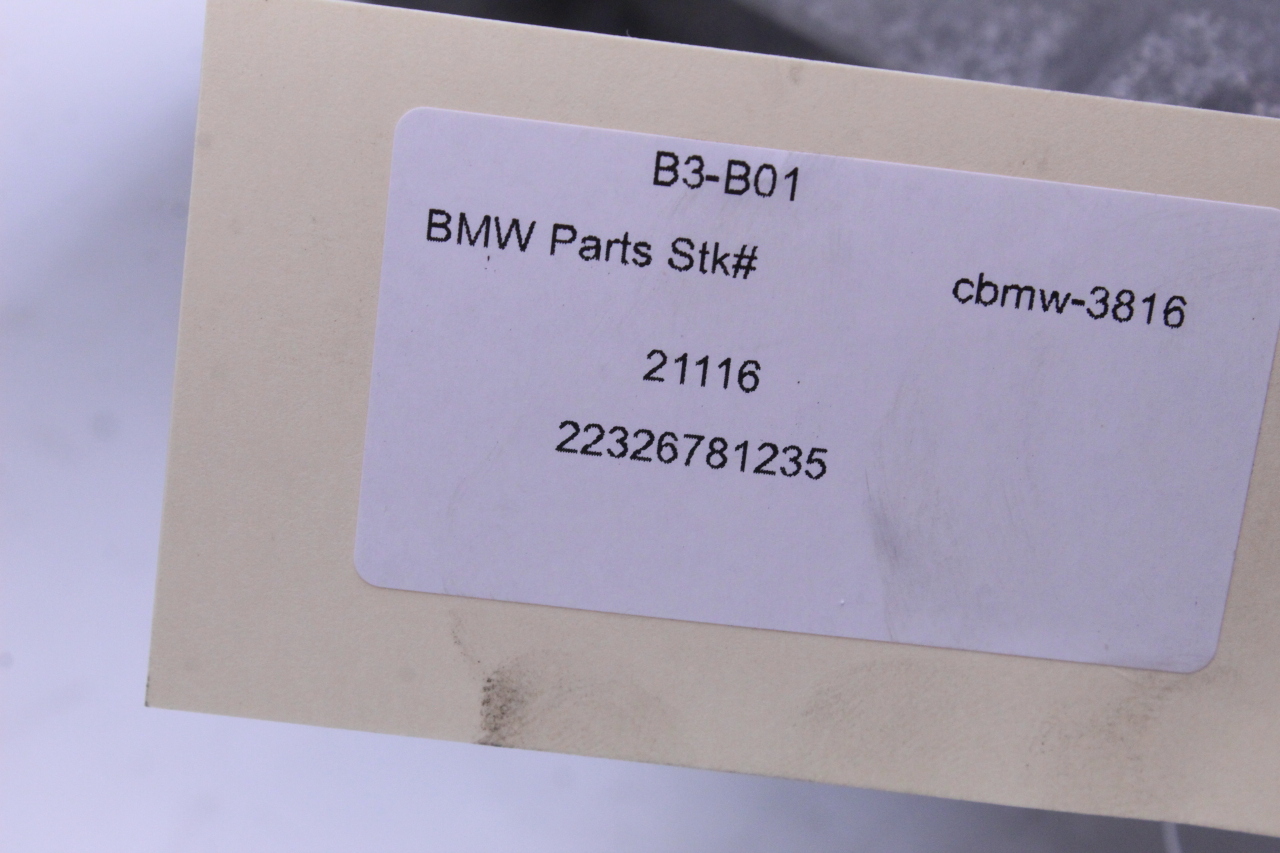 B3-B01
BMW Parts Stk#
cbmw-3816
21116
22326781235